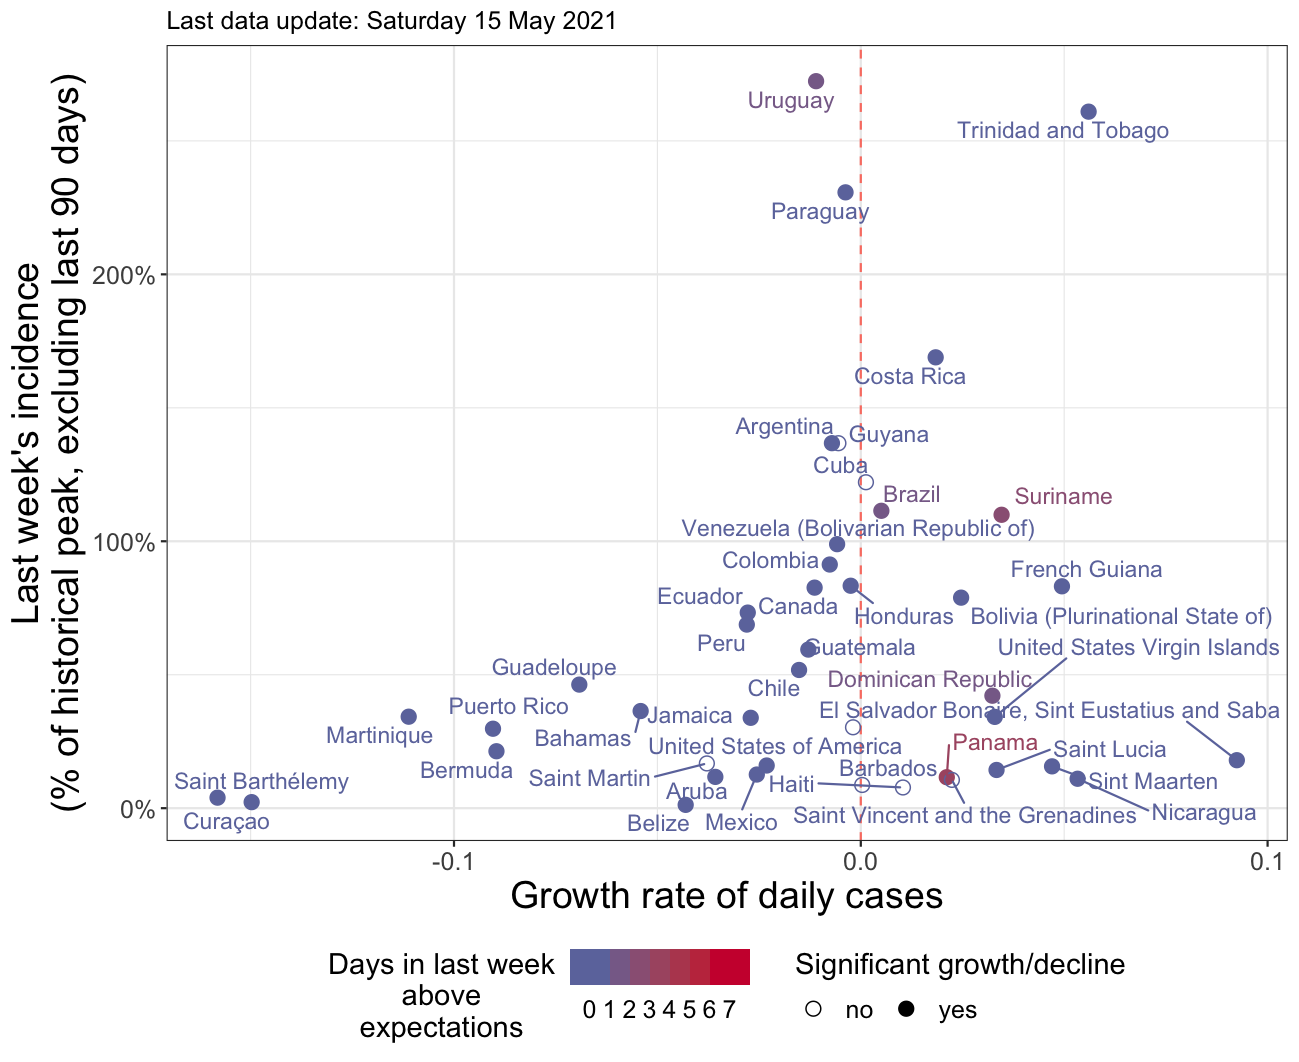 Last data update: Saturday 15 May 2021
Last week's incidence
(% of historical peak, excluding last 90 days)
200%
100%
0%
Uruguay
Trinidad and Tobago
Paraguay
Costa Rica
Argentina
Guyana
Cuba
Brazil
Suriname
Venezuela (Bolivarian Republic of)
Colombia
French Guiana
Ecuador
Canada
Honduras
Bolivia (Plurinational State of)
Peru
Guatemala
United States Virgin Islands
Guadeloupe
Chile
Dominican Republic
Puerto Rico
Jamaica
El Salvador
Bonaire, Sint Eustatius and Saba
Martinique
Bahamas
United States of America
Panama
Saint Lucia
Bermuda
Saint Martin
Barbados
Saint Barthélemy
Aruba
Haiti
Sint Maarten
Curaçao
Belize
Mexico
Saint Vincent and the Grenadines
Nicaragua
-0.1
0.0
0.1
Growth rate of daily cases
Days in last week
above
expectations
0 1 2 3 4 5 6 7
Significant growth/decline
no
yes